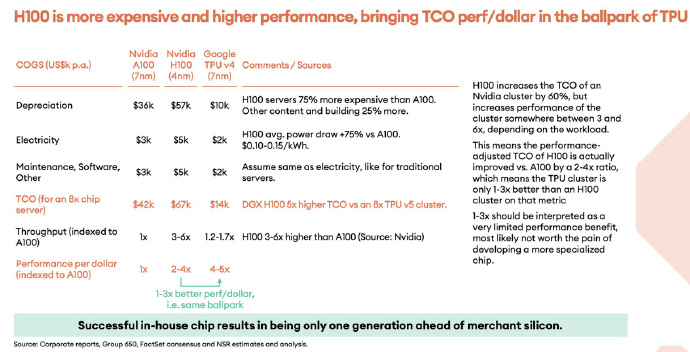 H100 is more expensive and higher performance, bringing TCO perf/dollar in the ballpark of TPU
COGS (US$k p.a.) Nvidia A100 (7nm) Nvidia H100 (4nm) Google TPU v4 (7nm) Comments / Sources
Depreciation $36k $57k $10k H100 servers 75% more expensive than A100.
Other content and building 25% more.
Electricity $3k $5k $2k H100 avg. power draw +75% vs A100.
$0.10-0.15/kWh.
Maintenance, Software, Other $3k $5k $2k Assume same as electricity, like for traditional
servers.
TCO (for an 8x chip server) $42k $67k $14k DGX H100 5x higher TCO vs an 8x TPU v5 cluster.
Throughput (indexed to A100) 1x 3-6x 1.2-1.7x H100 3-6x higher than A100 (Source: Nvidia)
Performance per dollar (indexed to A100) 1x 2-4x 4-5x
1-3x better perf/dollar,
i.e. same ballpark
H100 increases the TCO of an
Nvidia cluster by 60%, but
increases performance of the
cluster somewhere between 3 and
6x, depending on the workload.
This means the performance-
adjusted TCO of H100 is actually
improved vs. A100 by a 2-4x ratio,
which means the TPU cluster is
only 1-3x better than an H100
cluster on that metric
1-3x should be interpreted as a
very limited performance benefit,
most likely not worth the pain of
developing a more specialized
chip.
Successful in-house chip results in being only one generation ahead of merchant silicon.
Source: Corporate reports, Group 650, FactSet consensus and NSR estimates and analysis.